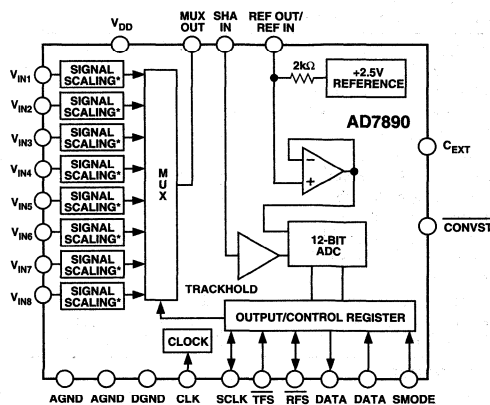 VDD
MUX OUT
SHA IN
REF OUT/ REF IN
2kΩ
+2.5V REFERENCE
AD7890
VIN1
SIGNAL SCALING*
VIN2
SIGNAL SCALING*
VIN3
SIGNAL SCALING*
VIN4
SIGNAL SCALING*
VIN5
SIGNAL SCALING*
VIN6
SIGNAL SCALING*
VIN7
SIGNAL SCALING*
VIN8
SIGNAL SCALING*
MUX
−
+
CEXT
CONVST
12-BIT ADC
TRACKHOLD
OUTPUT/CONTROL REGISTER
CLOCK
AGND AGND DGND CLK SCLK TFS RFS DATA DATA SMODE